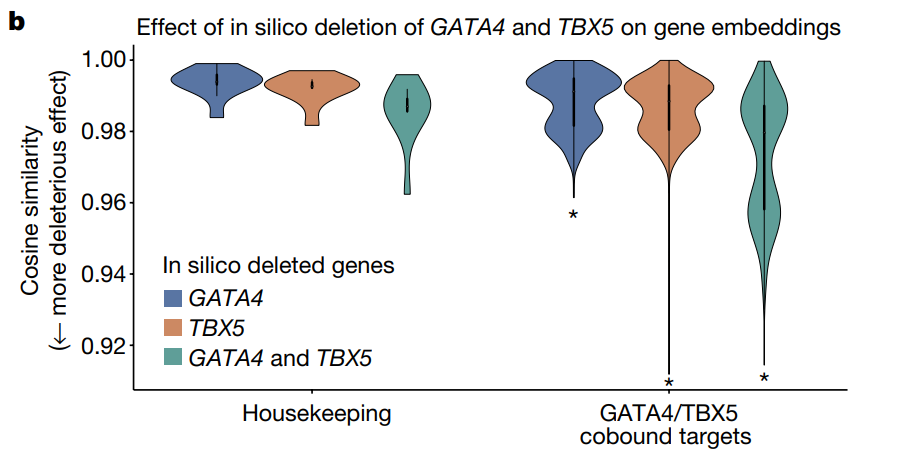 b
Effect of in silico deletion of GATA4 and TBX5 on gene embeddings
Cosine similarity
(← more deleterious effect)
1.00
0.98
0.96
0.94
0.92
In silico deleted genes
GATA4
TBX5
GATA4 and TBX5
*
*
*
Housekeeping
GATA4/TBX5
cobound targets